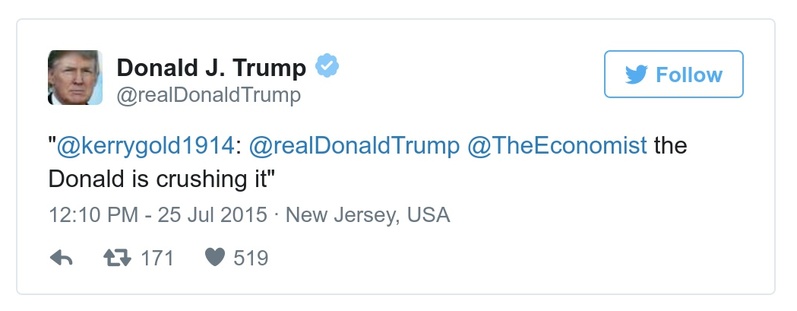 Donald J. Trump
@realDonaldTrump
Follow
"@kerrygold1914: @realDonaldTrump @TheEconomist the
Donald is crushing it"
12:10 PM - 25 Jul 2015 · New Jersey, USA
171 519